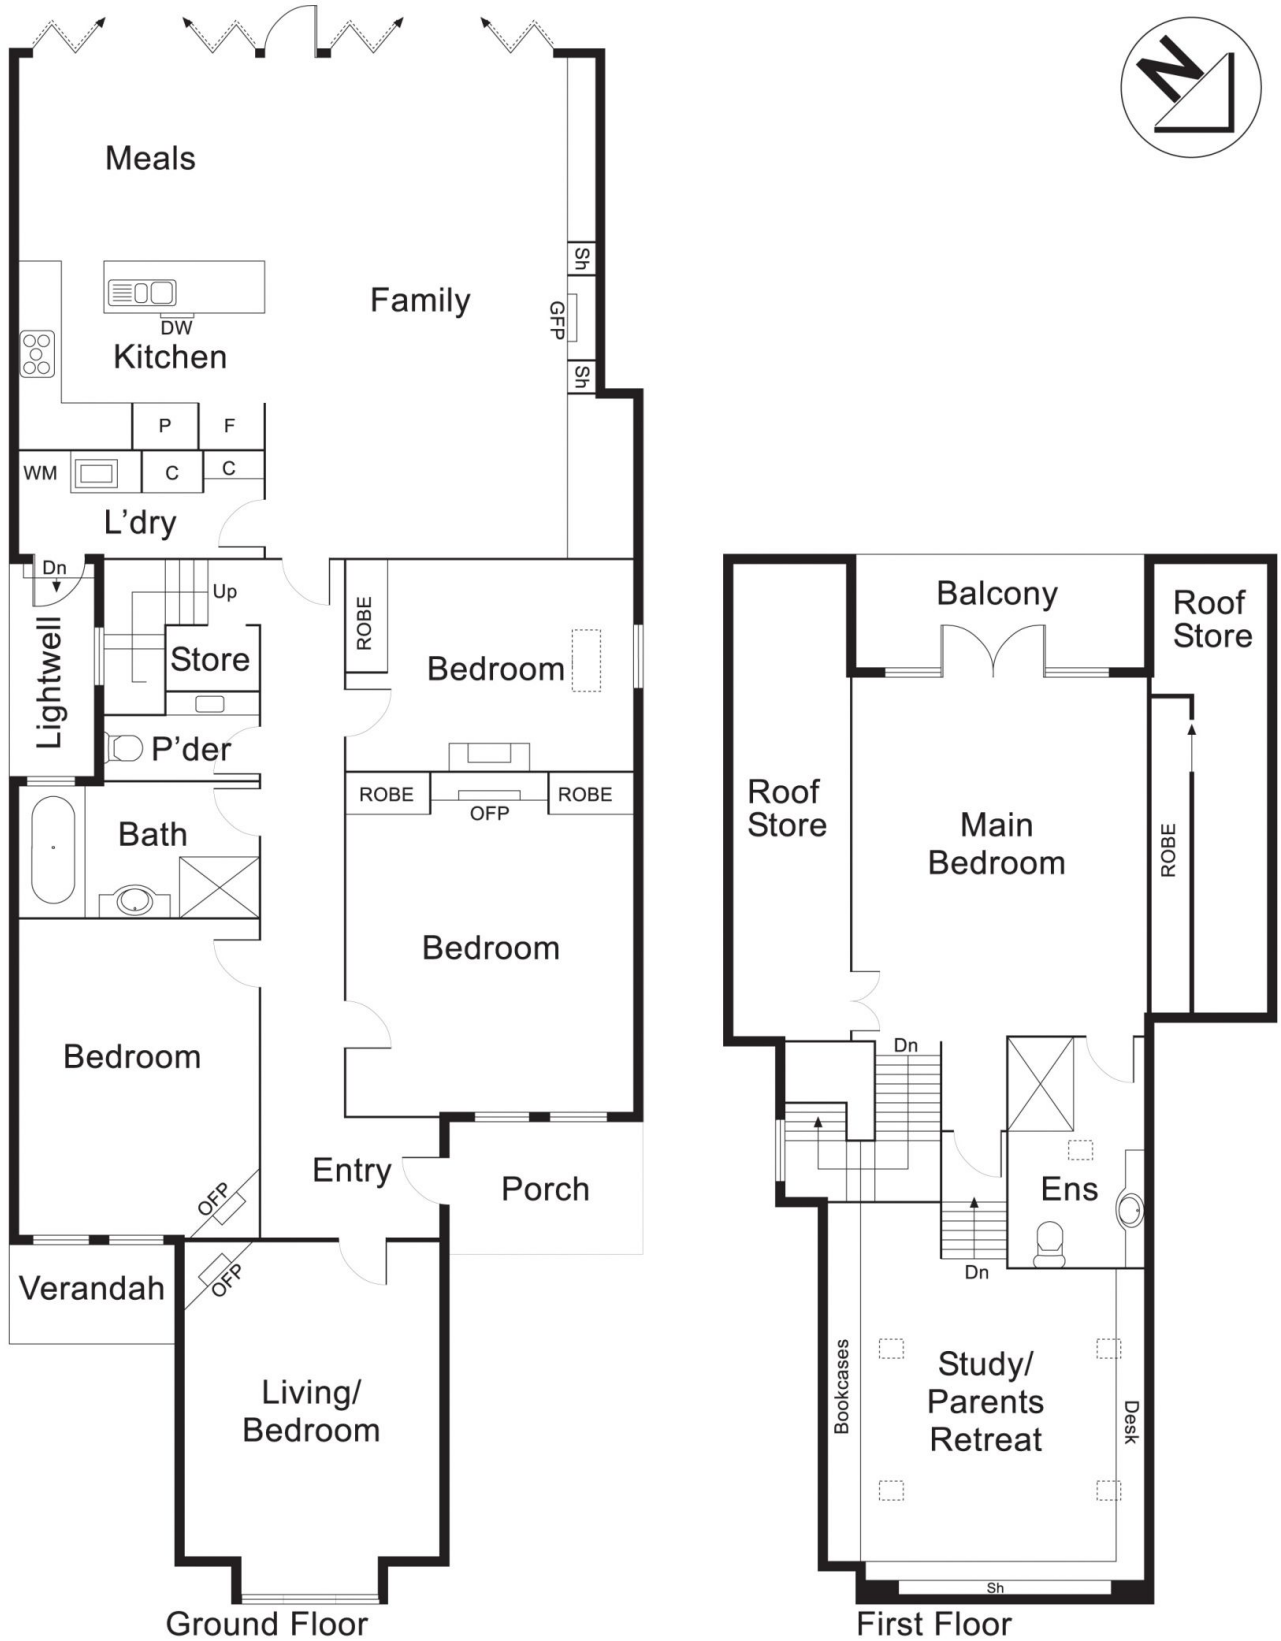 N
Meals
Sh
Family
GFP
DW
Kitchen
Sh
P
F
WM
C
C
L'dry
Dn
Up
ROBE
Lightwell
Store
Bedroom
P'der
ROBE
OFP
ROBE
Bath
Bedroom
Bedroom
Entry
Porch
OFP
OFP
Verandah
Living/
Bedroom
Ground Floor
Balcony
Roof
Store
Roof
Store
Main
Bedroom
ROBE
Dn
Ens
Dn
Bookcases
Study/
Parents
Retreat
Desk
Sh
First Floor